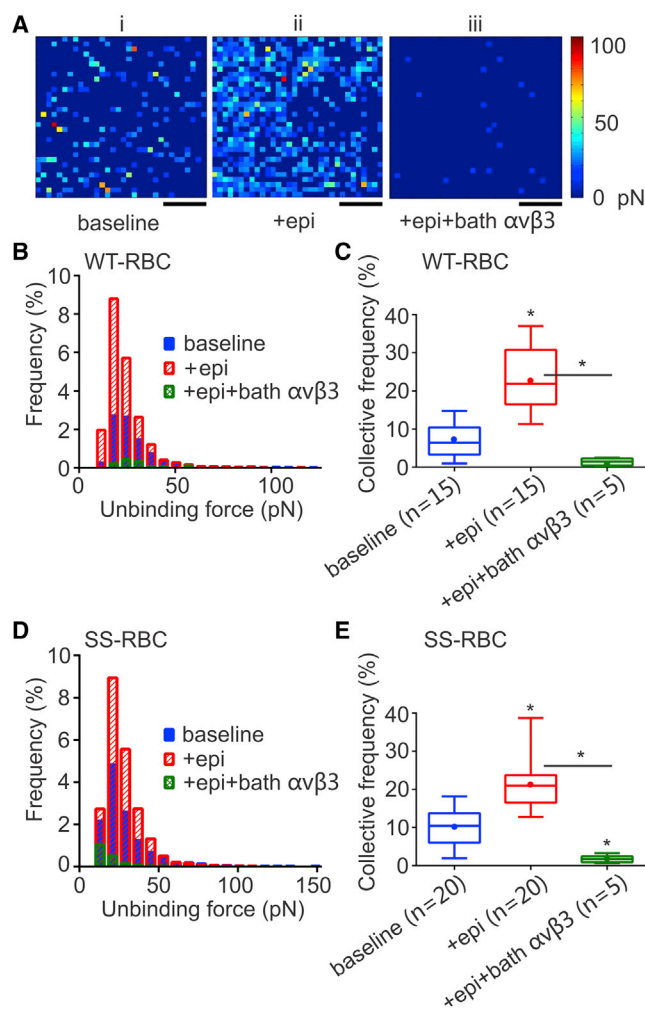 A
i ii iii
100
50
0 pN
baseline +epi +epi+bath αvβ3
B WT-RBC
10
8
6
4
2
0
Frequency (%)
baseline
+epi
+epi+bath αvβ3
0 50 100
Unbinding force (pN)
C WT-RBC
40
30
20
10
0
Collective frequency (%)
*
*
baseline (n=15)
+epi (n=15)
+epi+bath αvβ3 (n=5)
D SS-RBC
10
8
6
4
2
0
Frequency (%)
baseline
+epi
+epi+bath αvβ3
0 50 100 150
Unbinding force (pN)
E SS-RBC
40
30
20
10
0
Collective frequency (%)
*
*
*
baseline (n=20)
+epi (n=20)
+epi+bath αvβ3 (n=5)